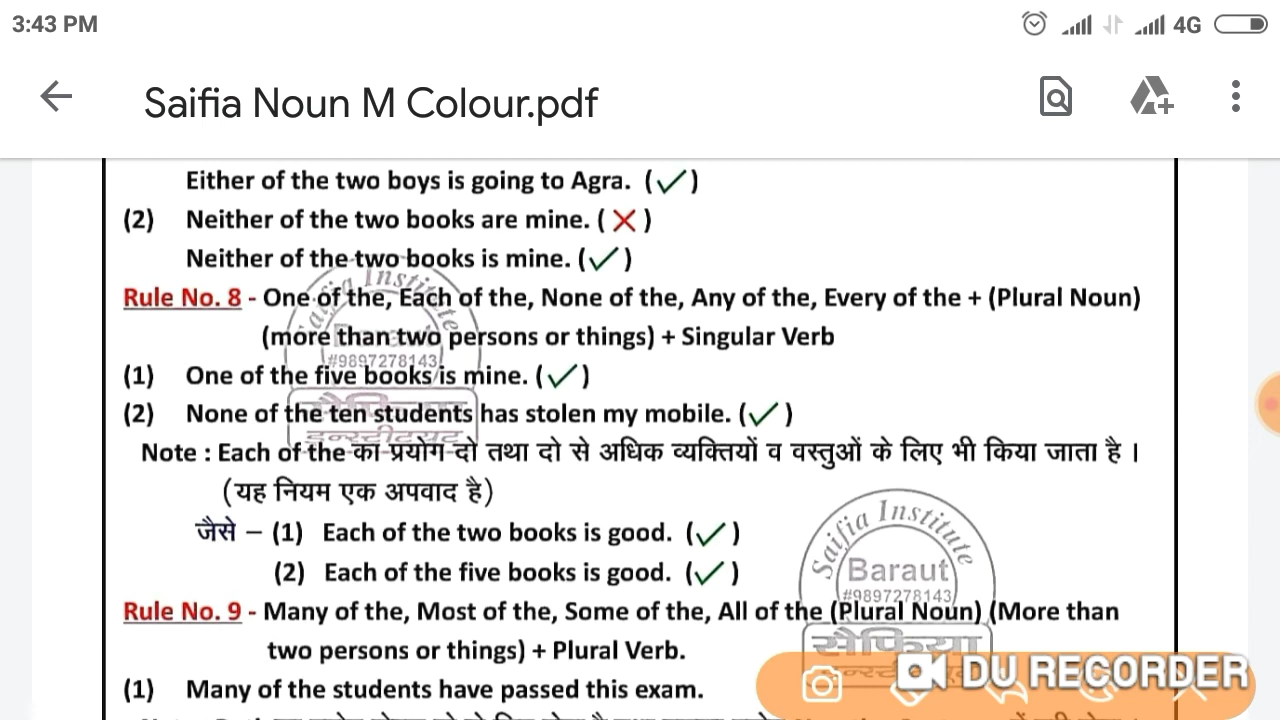 3:43 PM
4G
Saifia Noun M Colour.pdf
Either of the two boys is going to Agra. (✓)
(2) Neither of the two books are mine. (✗)
Neither of the two books is mine. (✓)
Rule No. 8 - One of the, Each of the, None of the, Any of the, Every of the + (Plural Noun)
(more than two persons or things) + Singular Verb
(1) One of the five books is mine. (✓)
(2) None of the ten students has stolen my mobile. (✓)
Note : Each of the का प्रयोग दो तथा दो से अधिक व्यक्तियों व वस्तुओं के लिए भी किया जाता है ।
(यह नियम एक अपवाद है)
जैसे – (1) Each of the two books is good. (✓)
(2) Each of the five books is good. (✓)
Rule No. 9 - Many of the, Most of the, Some of the, All of the (Plural Noun) (More than
two persons or things) + Plural Verb.
(1) Many of the students have passed this exam.
Saifia Institute
#9897278143
सैफिया
इन्स्टीट्यूट
Saifia Institute
Baraut
#9897278143
सैफिया
DU RECORDER